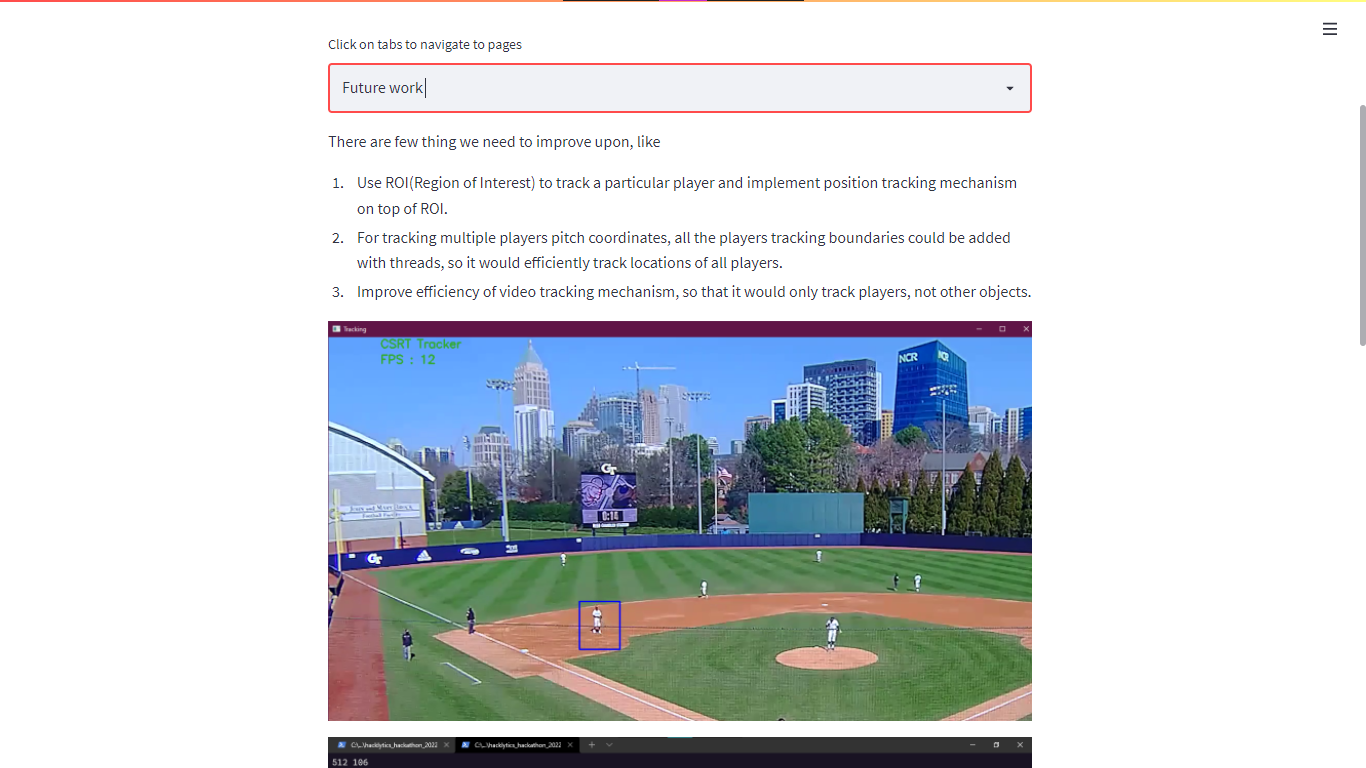 Click on tabs to navigate to pages
Future work
There are few thing we need to improve upon, like
1. Use ROI(Region of Interest) to track a particular player and implement position tracking mechanism
on top of ROI.
2. For tracking multiple players pitch coordinates, all the players tracking boundaries could be added
with threads, so it would efficiently track locations of all players.
3. Improve efficiency of video tracking mechanism, so that it would only track players, not other objects.
Tracking
CSRT Tracker
FPS : 12
NCR
NCR
GT
0:14
GT
C:\...\hacklytics_hackathon_2022
C:\...\hacklytics_hackathon_2022
512 106